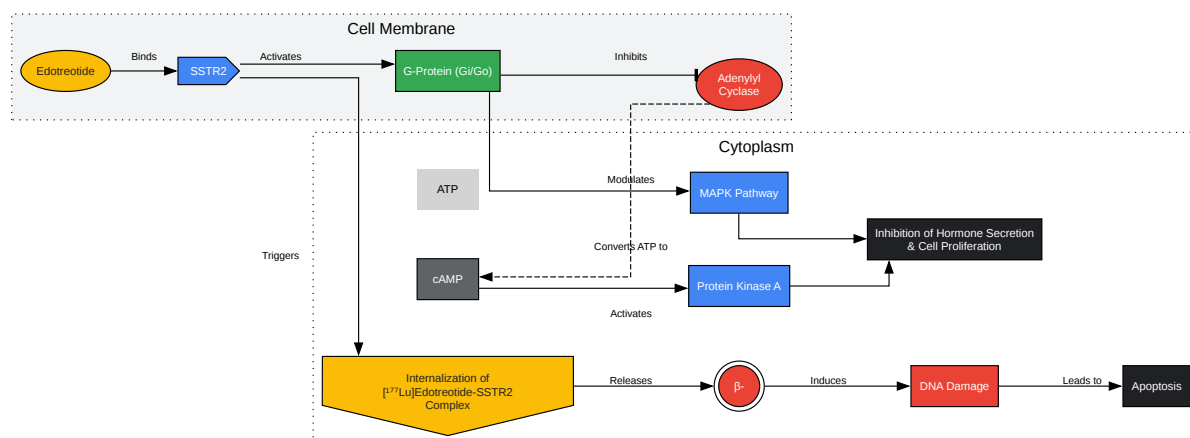 Cell Membrane
Edotreotide
Binds
SSTR2
Activates
G-Protein (Gi/Go)
Inhibits
Adenylyl
Cyclase
Cytoplasm
ATP
Modulates
MAPK Pathway
Inhibition of Hormone Secretion
& Cell Proliferation
Triggers
Converts ATP to
cAMP
Protein Kinase A
Activates
Internalization of
[¹⁷⁷Lu]Edotreotide-SSTR2
Complex
Releases
β-
Induces
DNA Damage
Leads to
Apoptosis